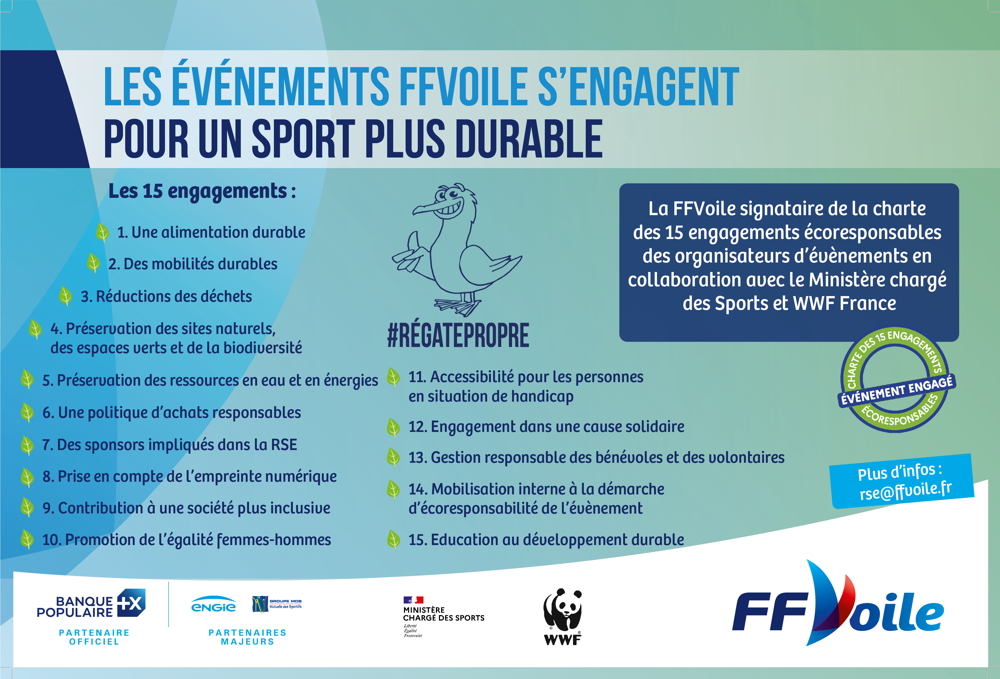 LES ÉVÉNEMENTS FFVOILE S’ENGAGENT
POUR UN SPORT PLUS DURABLE
Les 15 engagements :
1. Une alimentation durable
2. Des mobilités durables
3. Réductions des déchets
4. Préservation des sites naturels,
des espaces verts et de la biodiversité
5. Préservation des ressources en eau et en énergies
6. Une politique d’achats responsables
7. Des sponsors impliqués dans la RSE
8. Prise en compte de l’empreinte numérique
9. Contribution à une société plus inclusive
10. Promotion de l’égalité femmes-hommes
#RÉGATEPROPRE
11. Accessibilité pour les personnes
en situation de handicap
12. Engagement dans une cause solidaire
13. Gestion responsable des bénévoles et des volontaires
14. Mobilisation interne à la démarche
d’écoresponsabilité de l’évènement
15. Education au développement durable
La FFVoile signataire de la charte
des 15 engagements écoresponsables
des organisateurs d’évènements en
collaboration avec le Ministère chargé
des Sports et WWF France
CHARTE DES 15 ENGAGEMENTS
ÉVÉNEMENT ENGAGÉ
ÉCORESPONSABLES
Plus d’infos :
rse@ffvoile.fr
BANQUE
POPULAIRE
+X
PARTENAIRE
OFFICIEL
ENGIE
GROUPE MDS
Mutuelle des Sportifs
PARTENAIRES
MAJEURS
MINISTÈRE
CHARGÉ DES SPORTS
Liberté
Égalité
Fraternité
©
®
WWF
FFVoile